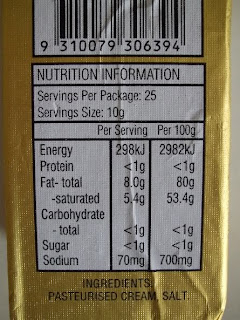 9 310079 306394
NUTRITION INFORMATION
Servings Per Package: 25
Servings Size: 10g
Per Serving Per 100g
Energy 298kJ 2982kJ
Protein <1g <1g
Fat- total 8.0g 80g
-saturated 5.4g 53.4g
Carbohydrate
- total <1g <1g
Sugar <1g <1g
Sodium 70mg 700mg
INGREDIENTS:
PASTEURISED CREAM, SALT.